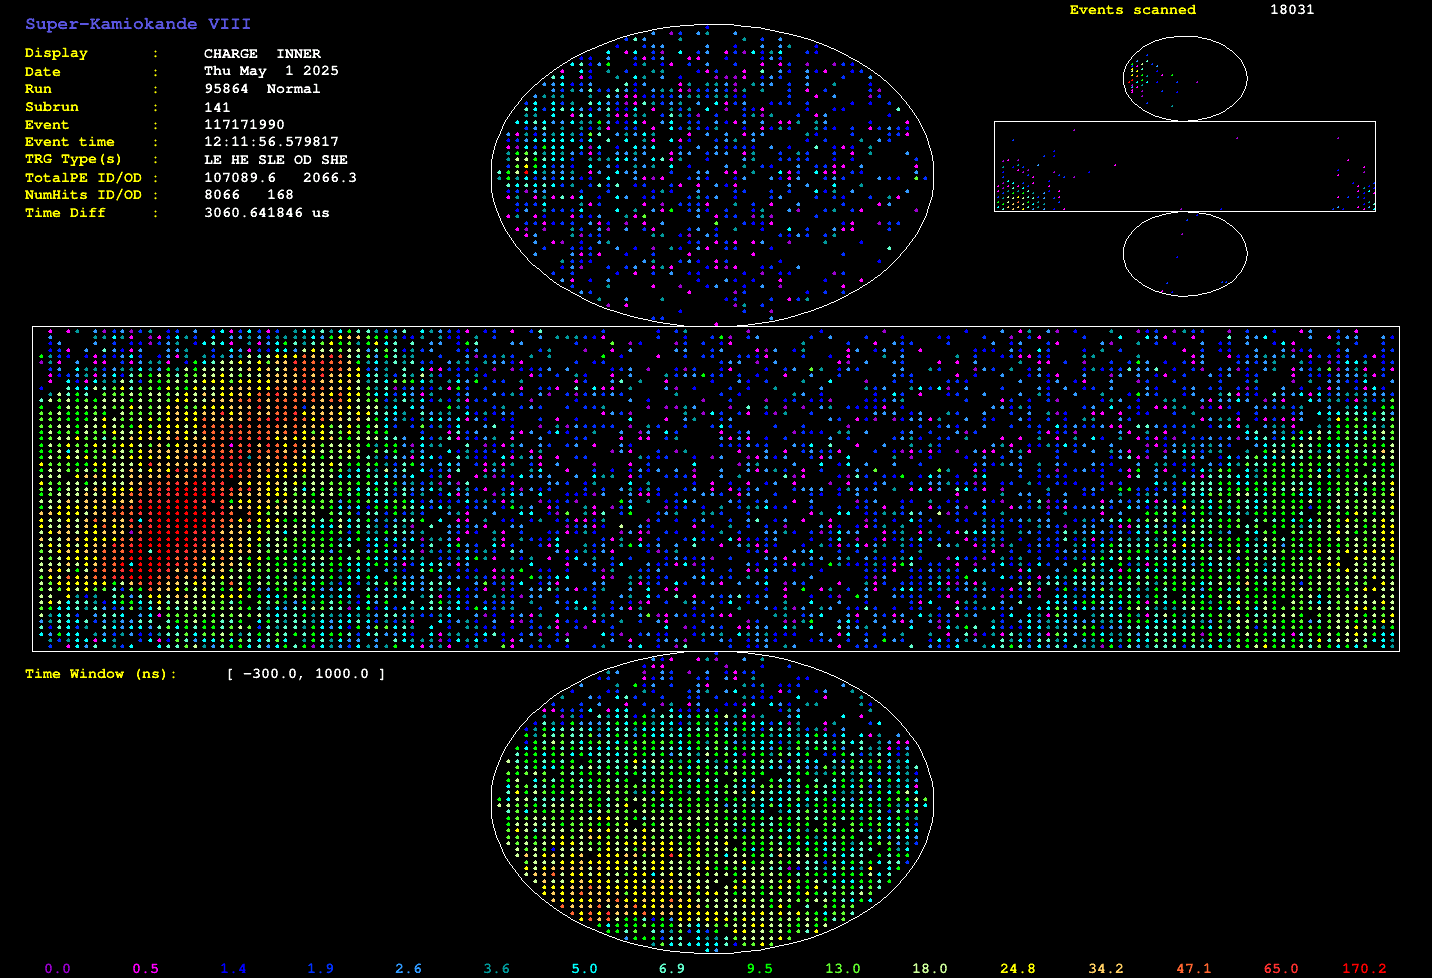 Super-Kamiokande VIII
Events scanned 18031
Display : CHARGE INNER
Date : Thu May 1 2025
Run : 95864 Normal
Subrun : 141
Event : 117171990
Event time : 12:11:56.579817
TRG Type(s) : LE HE SLE OD SHE
TotalPE ID/OD : 107089.6 2066.3
NumHits ID/OD : 8066 168
Time Diff : 3060.641846 us
Time Window (ns): [ -300.0, 1000.0 ]
0.0 0.5 1.4 1.9 2.6 3.6 5.0 6.9 9.5 13.0 18.0 24.8 34.2 47.1 65.0 170.2